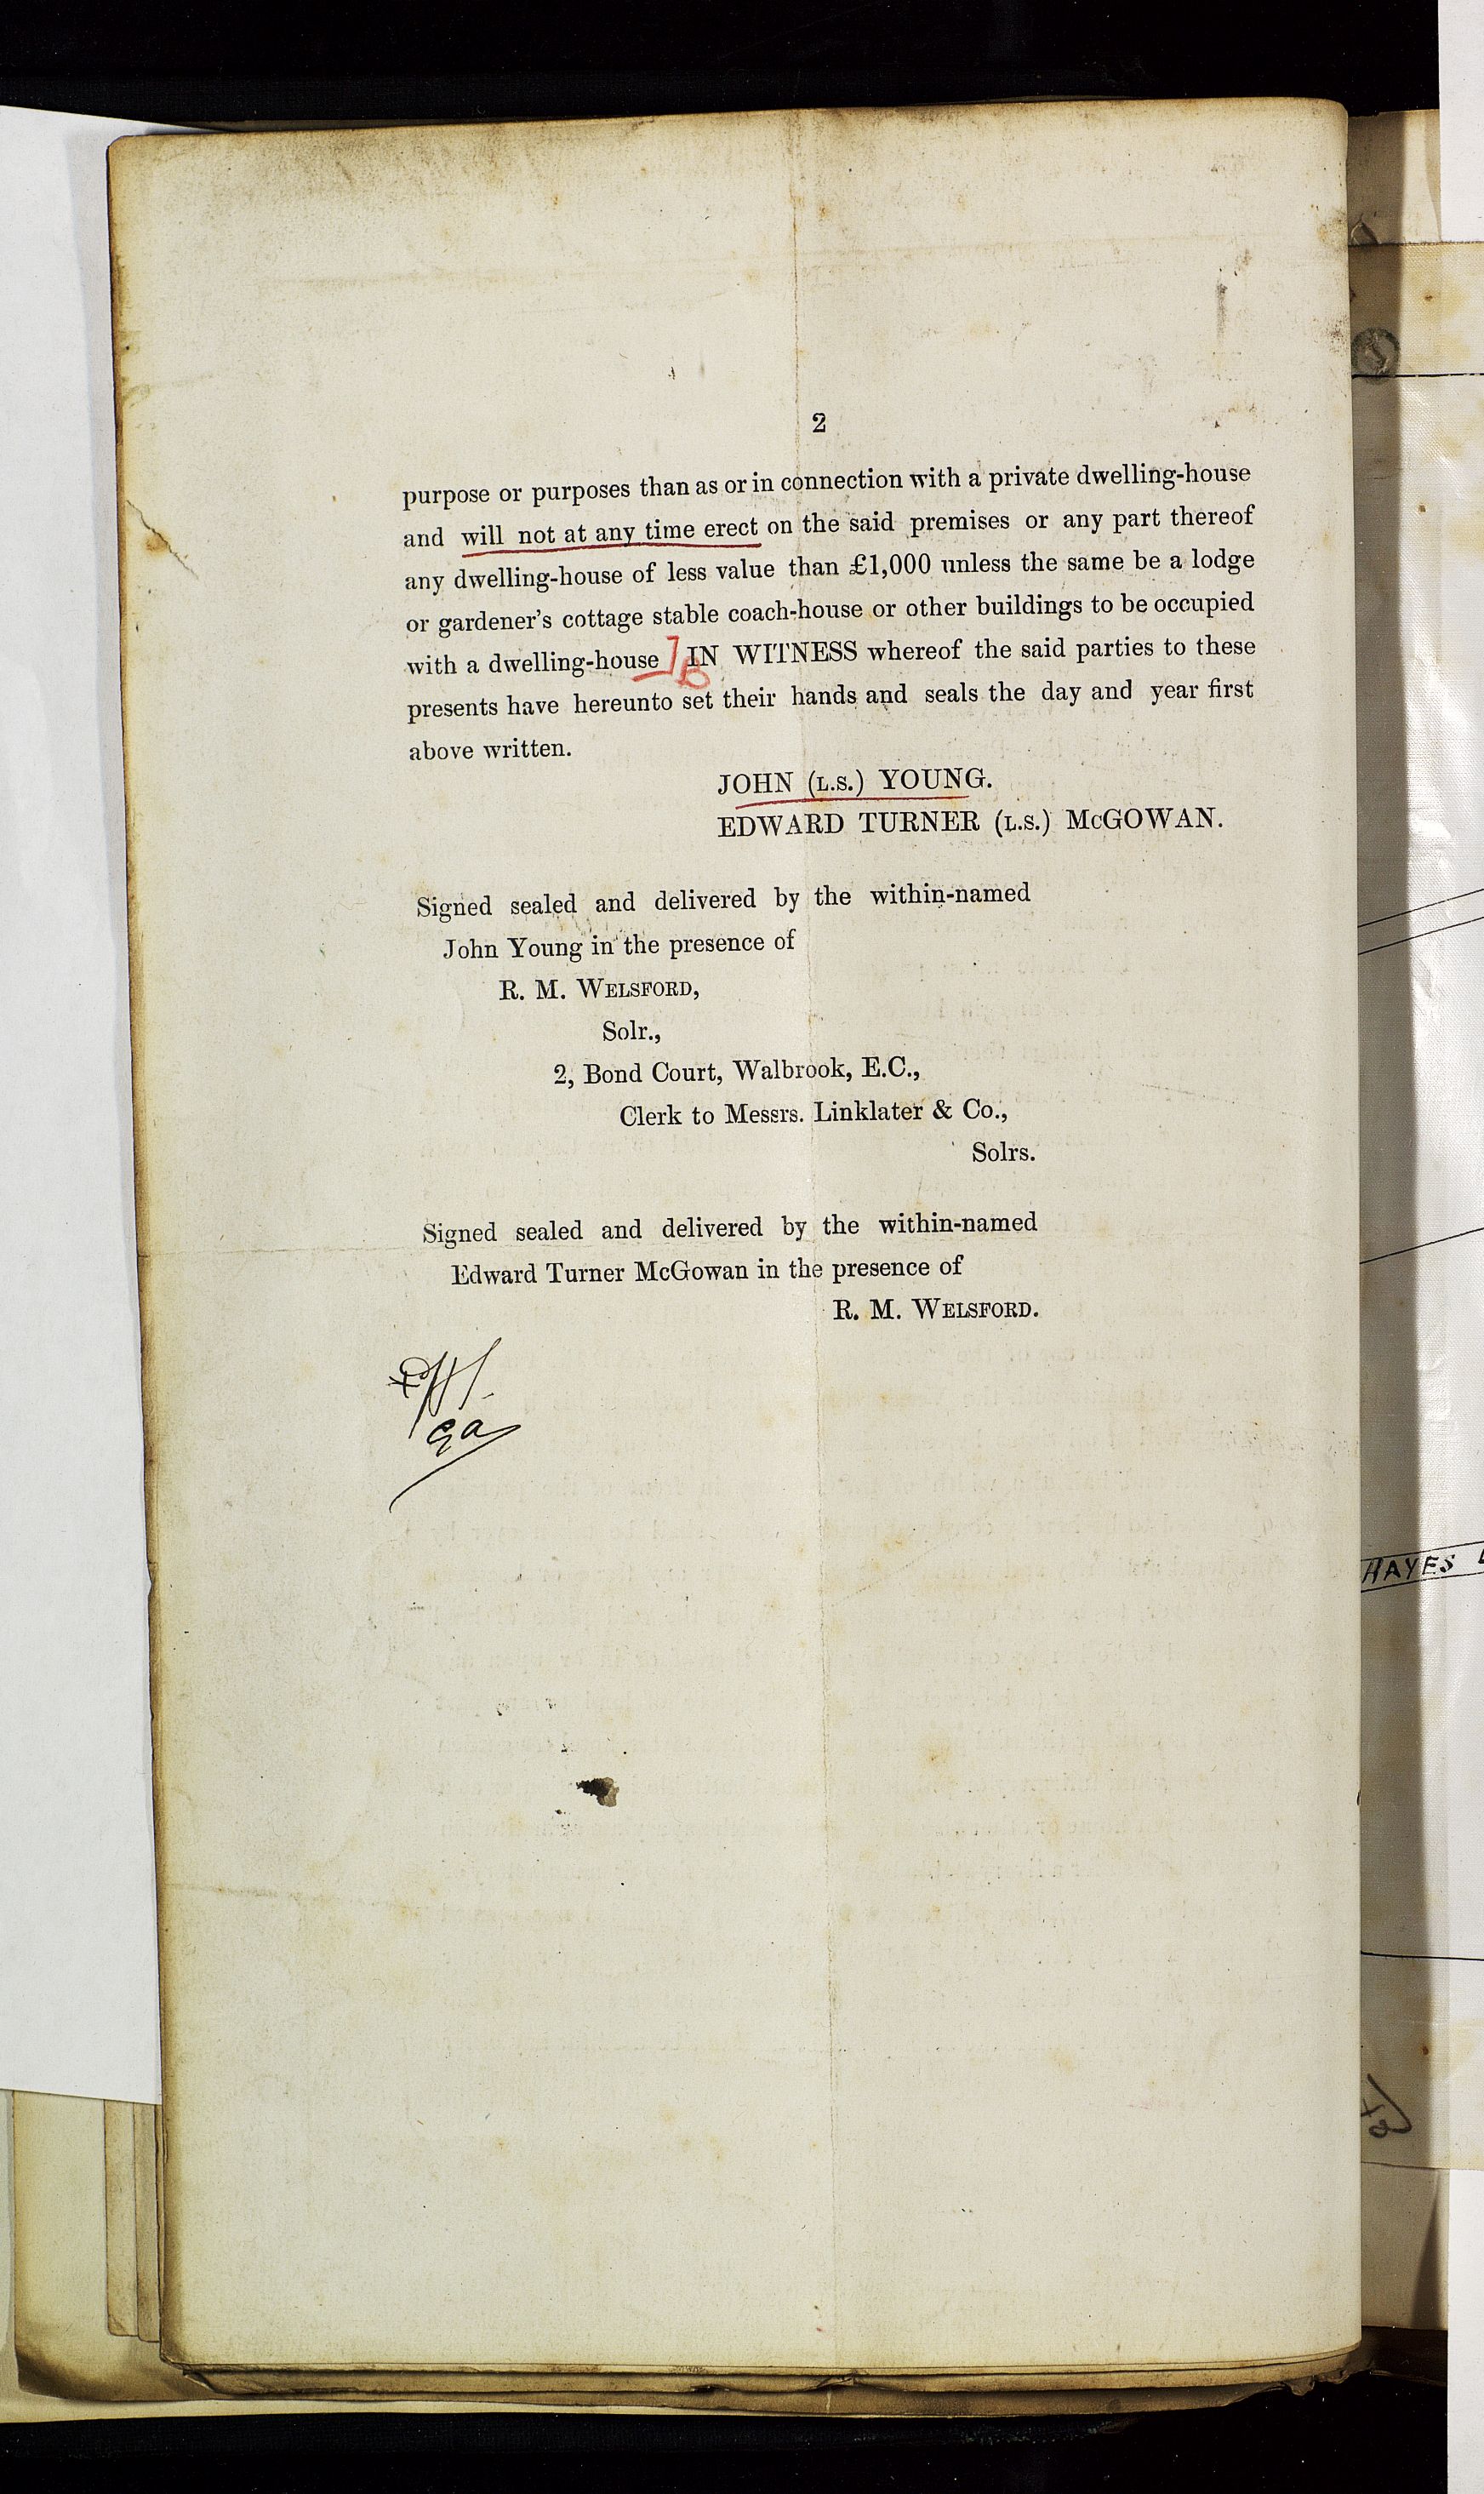 2
purpose or purposes than as or in connection with a private dwelling-house
and will not at any time erect on the said premises or any part thereof
any dwelling-house of less value than £1,000 unless the same be a lodge
or gardener's cottage stable coach-house or other buildings to be occupied
with a dwelling-house IN WITNESS whereof the said parties to these
presents have hereunto set their hands and seals the day and year first
above written.
JOHN (L.S.) YOUNG.
EDWARD TURNER (L.S.) McGOWAN.
Signed sealed and delivered by the within-named
John Young in the presence of
R. M. WELSFORD,
Solr.,
2, Bond Court, Walbrook, E.C.,
Clerk to Messrs. Linklater & Co.,
Solrs.
Signed sealed and delivered by the within-named
Edward Turner McGowan in the presence of
R. M. WELSFORD.
HAYES